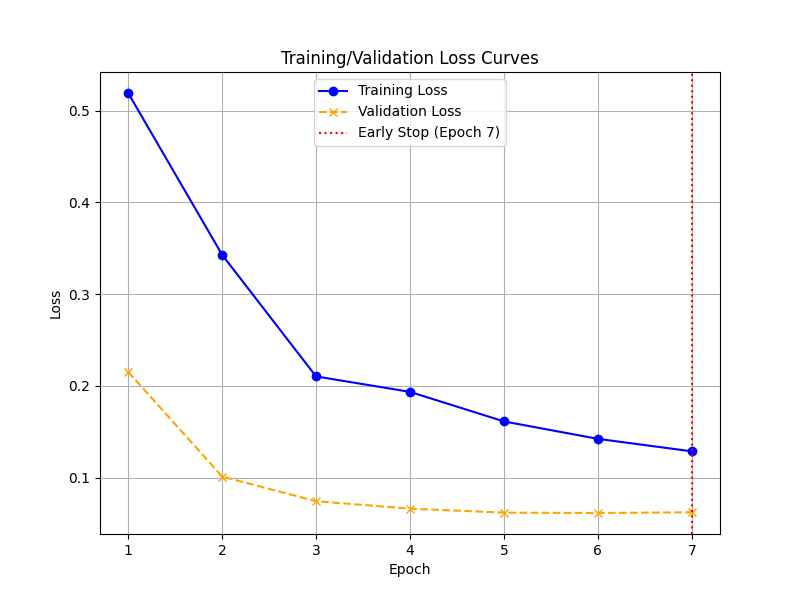 Training/Validation Loss Curves
Training Loss
Validation Loss
Early Stop (Epoch 7)
0.5
0.4
0.3
0.2
0.1
Loss
1 2 3 4 5 6 7
Epoch